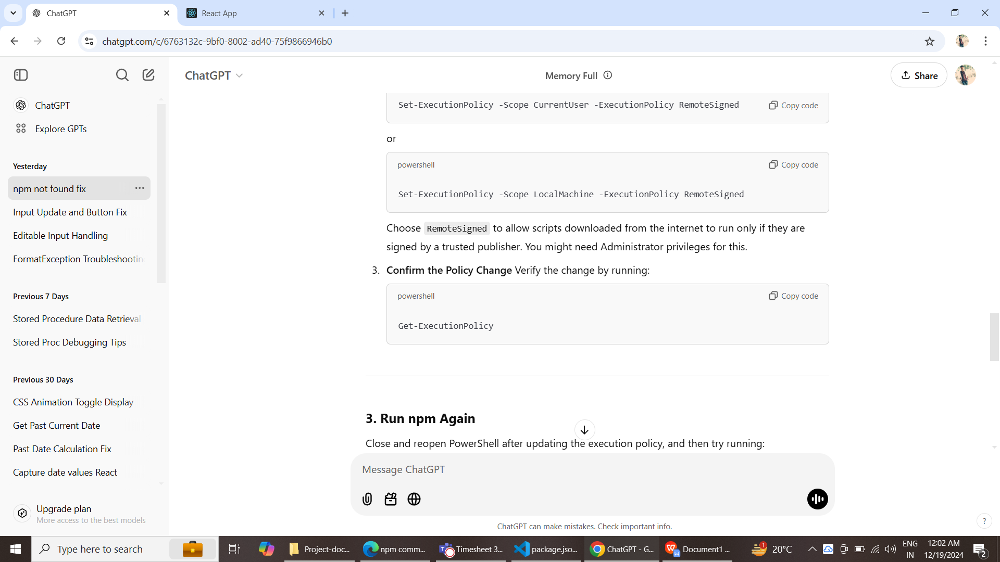 ChatGPT
React App
chatgpt.com/c/6763132c-9bf0-8002-ad40-75f9866946b0
ChatGPT
Explore GPTs
Yesterday
npm not found fix
Input Update and Button Fix
Editable Input Handling
FormatException Troubleshootin
Previous 7 Days
Stored Procedure Data Retrieval
Stored Proc Debugging Tips
Previous 30 Days
CSS Animation Toggle Display
Get Past Current Date
Past Date Calculation Fix
Capture date values React
Upgrade plan
More access to the best models
ChatGPT
Memory Full
Share
Set-ExecutionPolicy -Scope CurrentUser -ExecutionPolicy RemoteSigned
Copy code
or
powershell
Copy code
Set-ExecutionPolicy -Scope LocalMachine -ExecutionPolicy RemoteSigned
Choose RemoteSigned to allow scripts downloaded from the internet to run only if they are
signed by a trusted publisher. You might need Administrator privileges for this.
3. Confirm the Policy Change Verify the change by running:
powershell
Copy code
Get-ExecutionPolicy
3. Run npm Again
Close and reopen PowerShell after updating the execution policy, and then try running:
Message ChatGPT
ChatGPT can make mistakes. Check important info.
?
Type here to search
Project-doc...
npm comm...
Timesheet 3...
package.jso...
ChatGPT - G...
Document1 ...
1
20°C
ENG
IN
12:02 AM
12/19/2024
2